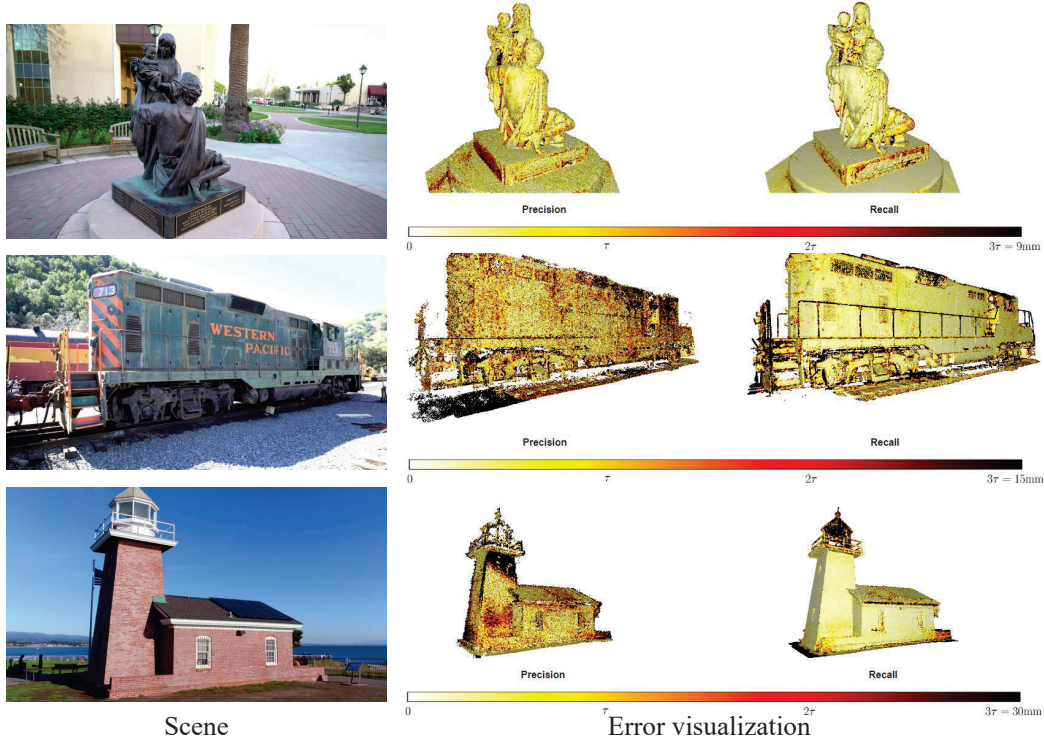 Precision
Recall
0
τ
2τ
3τ = 9mm
713
WESTERN
PACIFIC
Precision
Recall
0
τ
2τ
3τ = 15mm
Precision
Recall
0
τ
2τ
3τ = 30mm
Scene
Error visualization